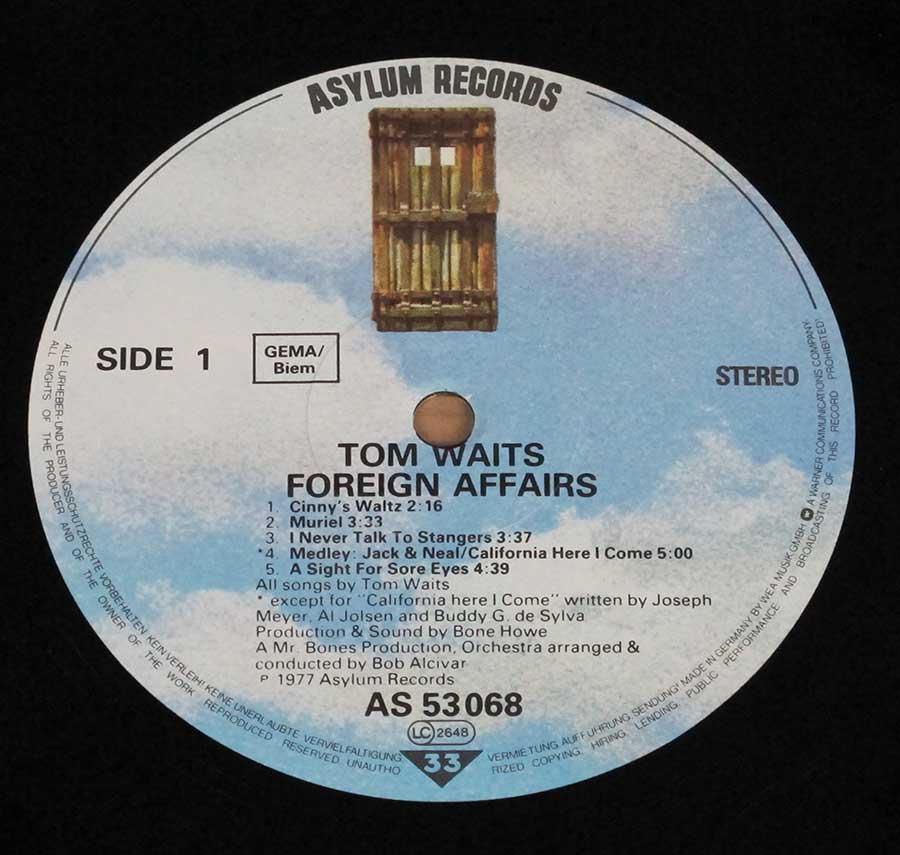 ASYLUM RECORDS
SIDE 1
GEMA/
Biem
STEREO
TOM WAITS
FOREIGN AFFAIRS
1. Cinny's Waltz 2:16
2. Muriel 3:33
3. I Never Talk To Stangers 3:37
*4. Medley: Jack & Neal/California Here I Come 5:00
5. A Sight For Sore Eyes 4:39
All songs by Tom Waits
* except for "California here I Come" written by Joseph
Meyer, Al Jolsen and Buddy G. de Sylva
Production & Sound by Bone Howe
A Mr. Bones Production, Orchestra arranged &
conducted by Bob Alcivar
℗ 1977 Asylum Records
AS 53 068
LC 2648
33
ALLE URHEBER- UND LEISTUNGSSCHUTZRECHTE VORBEHALTEN KEIN VERLEIH! KEINE UNERLAUBTE VERVIELFALTIGUNG, VERMIETUNG AUFFÜHRUNG, SENDUNG! MADE IN GERMANY BY WEA MUSIK GMBH A WARNER COMMUNICATIONS COMPANY
ALL RIGHTS OF THE PRODUCER AND OF THE OWNER OF THE WORK REPRODUCED RESERVED. UNAUTHORIZED COPYING, HIRING, LENDING, PUBLIC PERFORMANCE AND BROADCASTING OF THIS RECORD PROHIBITED!